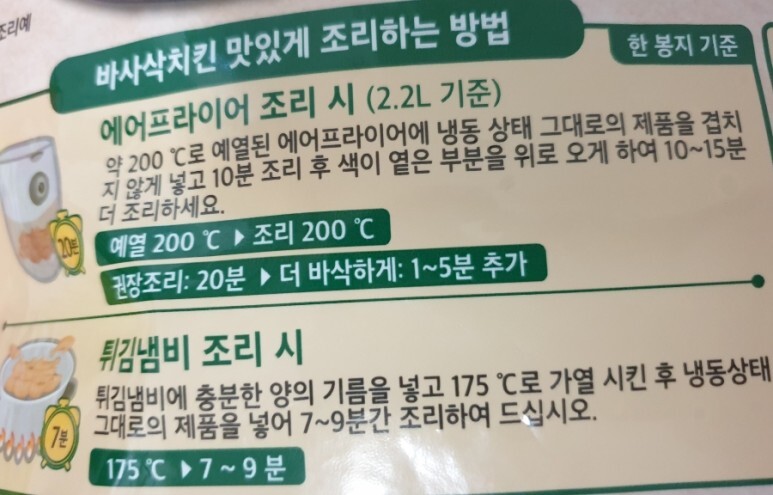 조리예
바사삭치킨 맛있게 조리하는 방법
한 봉지 기준
에어프라이어 조리 시 (2.2L 기준)
약 200 ℃로 예열된 에어프라이어에 냉동 상태 그대로의 제품을 겹치
지 않게 넣고 10분 조리 후 색이 옅은 부분을 위로 오게 하여 10~15분
더 조리하세요.
20분
예열 200 ℃ ▶ 조리 200 ℃
권장조리: 20분 ▶ 더 바삭하게: 1~5분 추가
튀김냄비 조리 시
튀김냄비에 충분한 양의 기름을 넣고 175 ℃로 가열 시킨 후 냉동상태
그대로의 제품을 넣어 7~9분간 조리하여 드십시오.
7분
175 ℃ ▶ 7 ~ 9 분